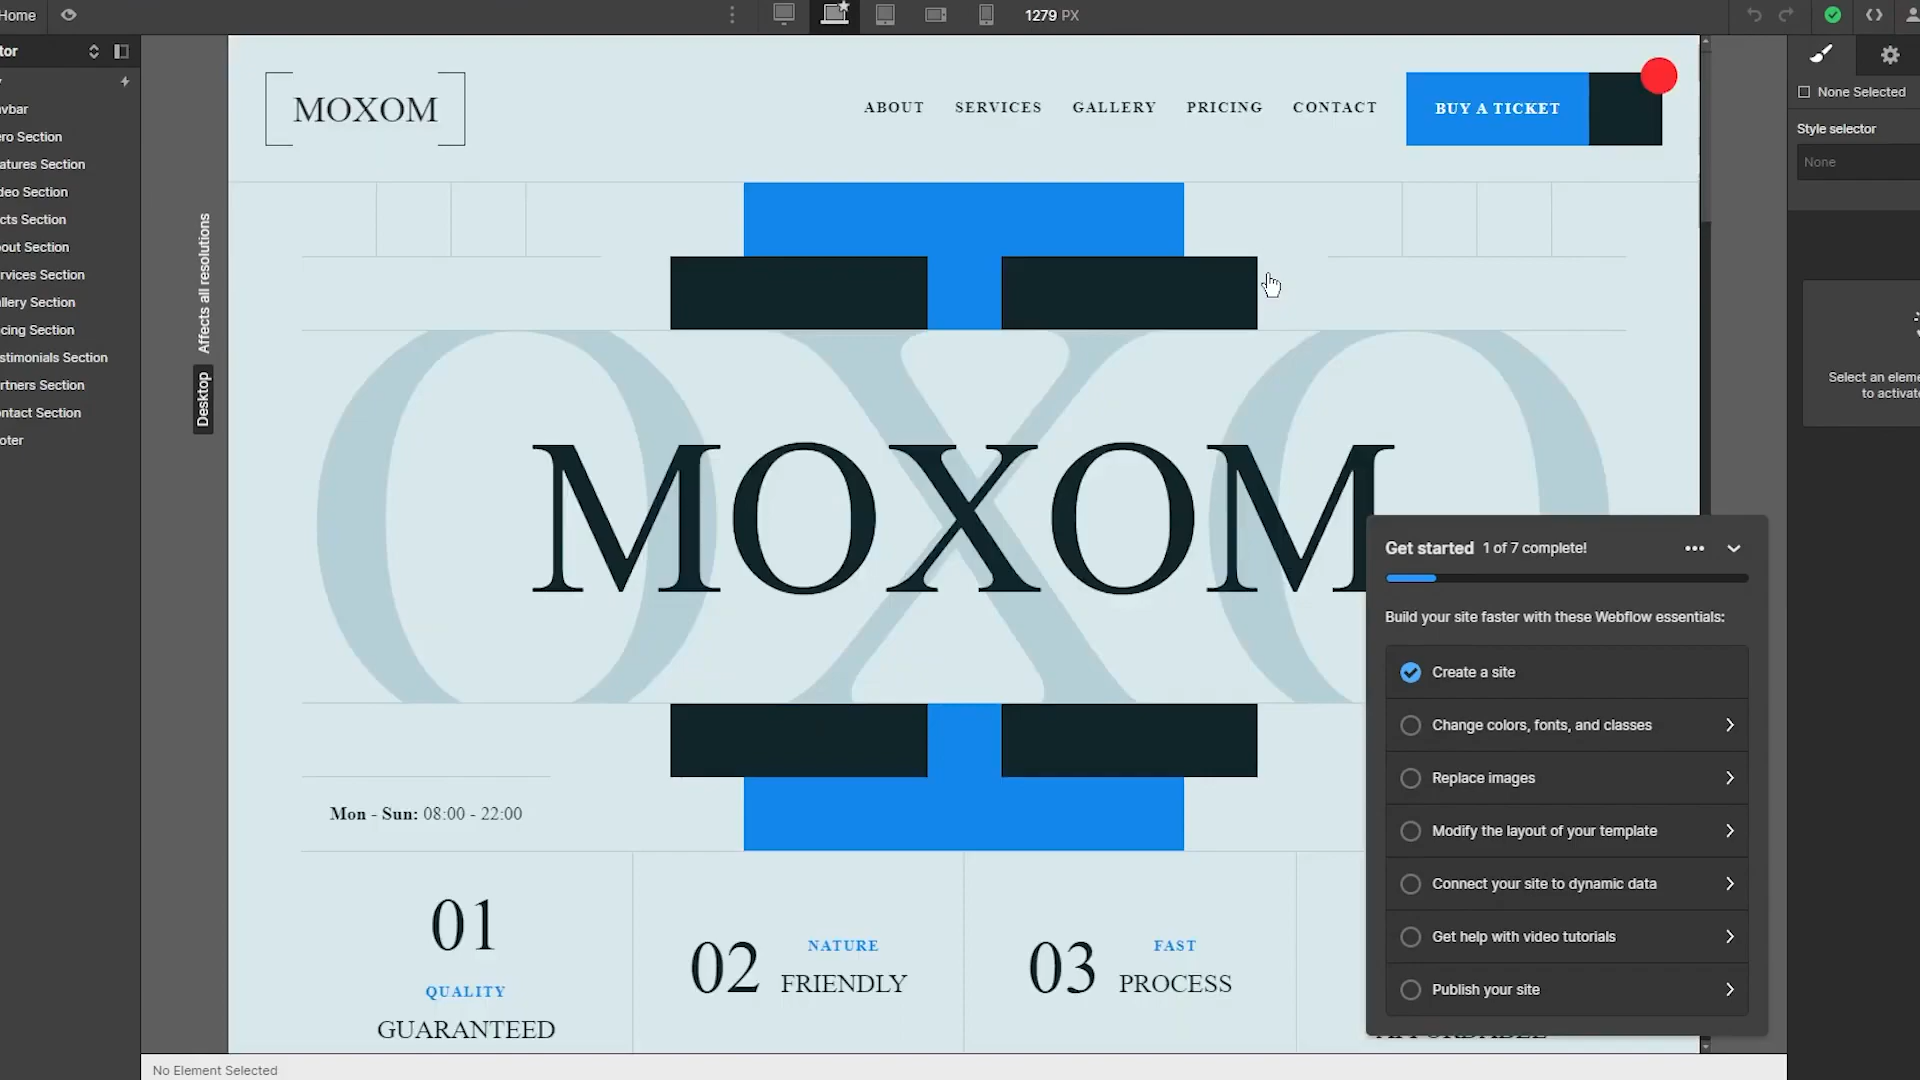 Home
1279 PX
tor
vbar
ro Section
atures Section
deo Section
cts Section
out Section
rvices Section
llery Section
cing Section
stimonials Section
rtners Section
ntact Section
oter
Affects all resolutions
Desktop
MOXOM
ABOUT SERVICES GALLERY PRICING CONTACT
BUY A TICKET
OXO
MOXOM
Mon - Sun: 08:00 - 22:00
01
QUALITY
GUARANTEED
02
NATURE
FRIENDLY
03
FAST
PROCESS
Get started 1 of 7 complete!
Build your site faster with these Webflow essentials:
Create a site
Change colors, fonts, and classes
Replace images
Modify the layout of your template
Connect your site to dynamic data
Get help with video tutorials
Publish your site
None Selected
Style selector
None
Select an eleme
to activate
No Element Selected